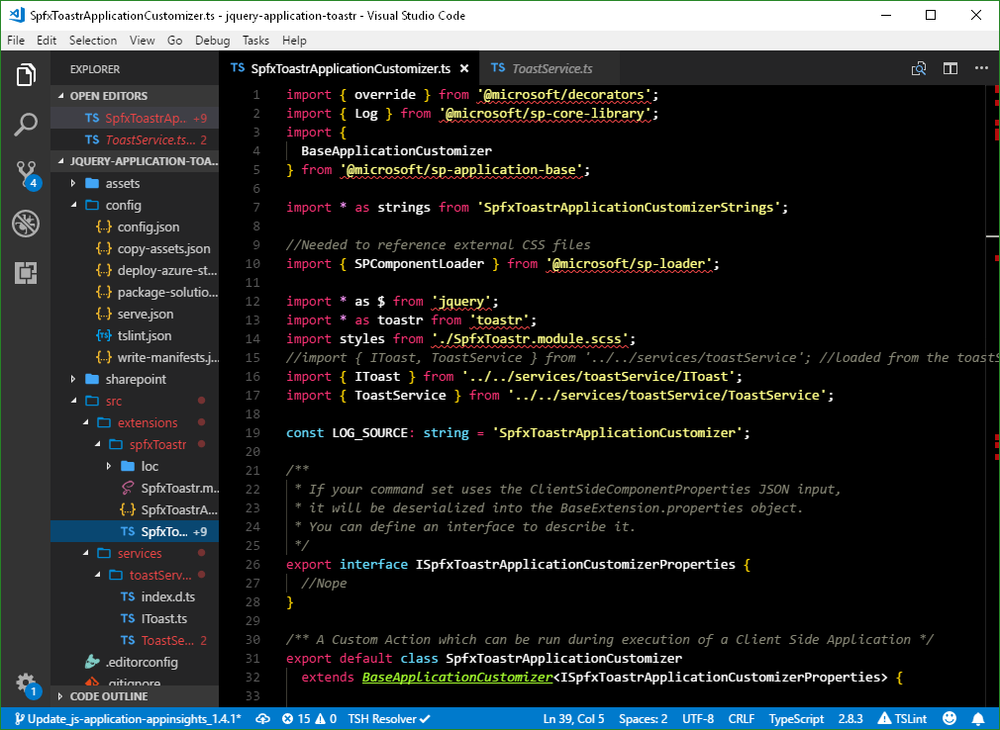 SpfxToastrApplicationCustomizer.ts - jquery-application-toastr - Visual Studio Code
File Edit Selection View Go Debug Tasks Help
EXPLORER
OPEN EDITORS
TS SpfxToastrAp... +9
TS ToastService.ts... 2
JQUERY-APPLICATION-TOA...
assets
config
{..} config.json
{..} copy-assets.json
{..} deploy-azure-st...
{..} package-solutio...
{..} serve.json
{TS} tslint.json
{..} write-manifests.j...
sharepoint
src
extensions
spfxToastr
loc
SpfxToastr.m...
{..} SpfxToastrA...
TS SpfxTo... +9
services
toastServ...
TS index.d.ts
TS IToast.ts
TS ToastSe... 2
.editorconfig
.gitignore
CODE OUTLINE
4
1
TS SpfxToastrApplicationCustomizer.ts
TS ToastService.ts
1 import { override } from '@microsoft/decorators';
2 import { Log } from '@microsoft/sp-core-library';
3 import {
4 BaseApplicationCustomizer
5 } from '@microsoft/sp-application-base';
6
7 import * as strings from 'SpfxToastrApplicationCustomizerStrings';
8
9 //Needed to reference external CSS files
10 import { SPComponentLoader } from '@microsoft/sp-loader';
11
12 import * as $ from 'jquery';
13 import * as toastr from 'toastr';
14 import styles from './SpfxToastr.module.scss';
15 //import { IToast, ToastService } from '../../services/toastService'; //loaded from the toastS
16 import { IToast } from '../../services/toastService/IToast';
17 import { ToastService } from '../../services/toastService/ToastService';
18
19 const LOG_SOURCE: string = 'SpfxToastrApplicationCustomizer';
20
21 /**
22 * If your command set uses the ClientSideComponentProperties JSON input,
23 * it will be deserialized into the BaseExtension.properties object.
24 * You can define an interface to describe it.
25 */
26 export interface ISpfxToastrApplicationCustomizerProperties {
27 //Nope
28 }
29
30 /** A Custom Action which can be run during execution of a Client Side Application */
31 export default class SpfxToastrApplicationCustomizer
32 extends BaseApplicationCustomizer<ISpfxToastrApplicationCustomizerProperties> {
33
Update_js-application-appinsights_1.4.1* 15 0 TSH Resolver Ln 39, Col 5 Spaces: 2 UTF-8 CRLF TypeScript 2.8.3 TSLint